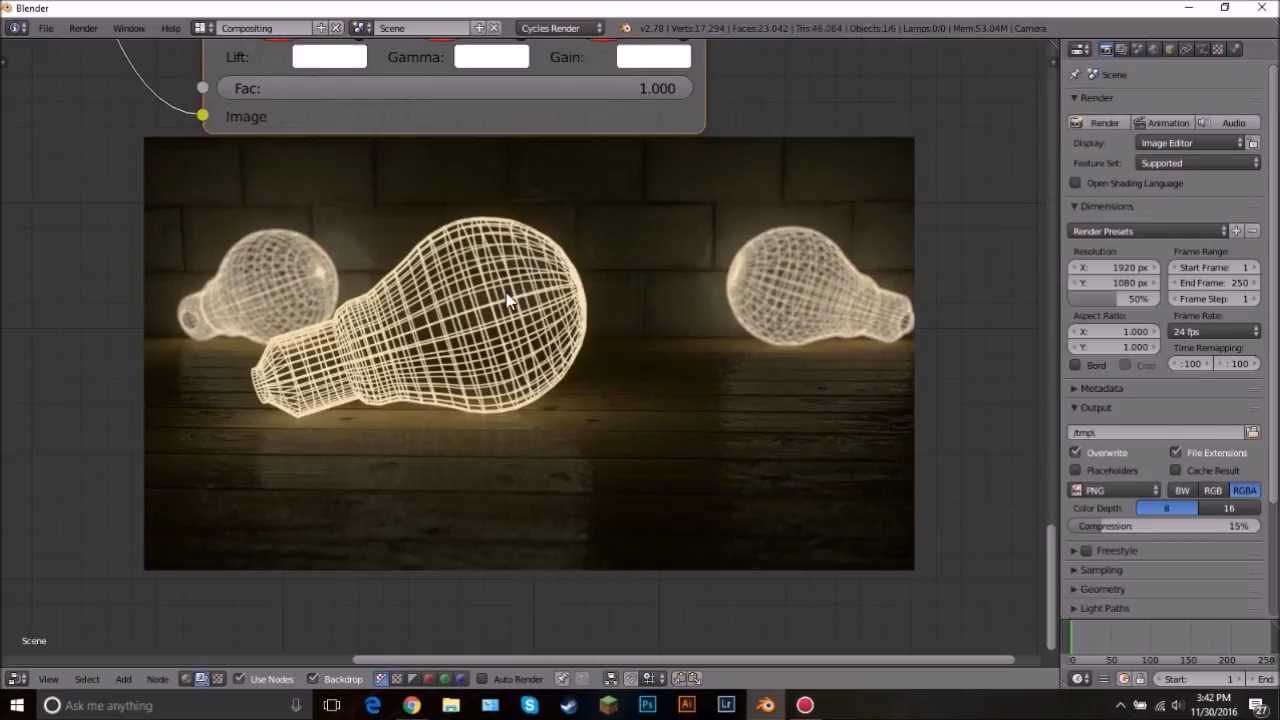 Blender
File Render Window Help Compositing Scene Cycles Render v2.78 | Verts:17,294 | Faces:23,042 | Tris:46,084 | Objects:1/6 | Lamps:0/0 | Mem:53.04M | Camera
Lift: Gamma: Gain:
Fac: 1.000
Image
Scene
Render
Render Animation Audio
Display: Image Editor
Feature Set: Supported
Open Shading Language
Dimensions
Render Presets
Resolution: Frame Range:
X: 1920 px Start Frame: 1
Y: 1080 px End Frame: 250
50% Frame Step: 1
Aspect Ratio: Frame Rate:
X: 1.000 24 fps
Y: 1.000 Time Remapping:
Bord Crop :100 : 100
Metadata
Output
/tmp\
Overwrite File Extensions
Placeholders Cache Result
PNG BW RGB RGBA
Color Depth: 8 16
Compression: 15%
Freestyle
Sampling
Geometry
Light Paths
Scene
0 50 100 150 200 250
View Select Add Node Use Nodes Backdrop Auto Render Start: 1 End:
Ask me anything Ps Ai Lr 3:42 PM
11/30/2016 27